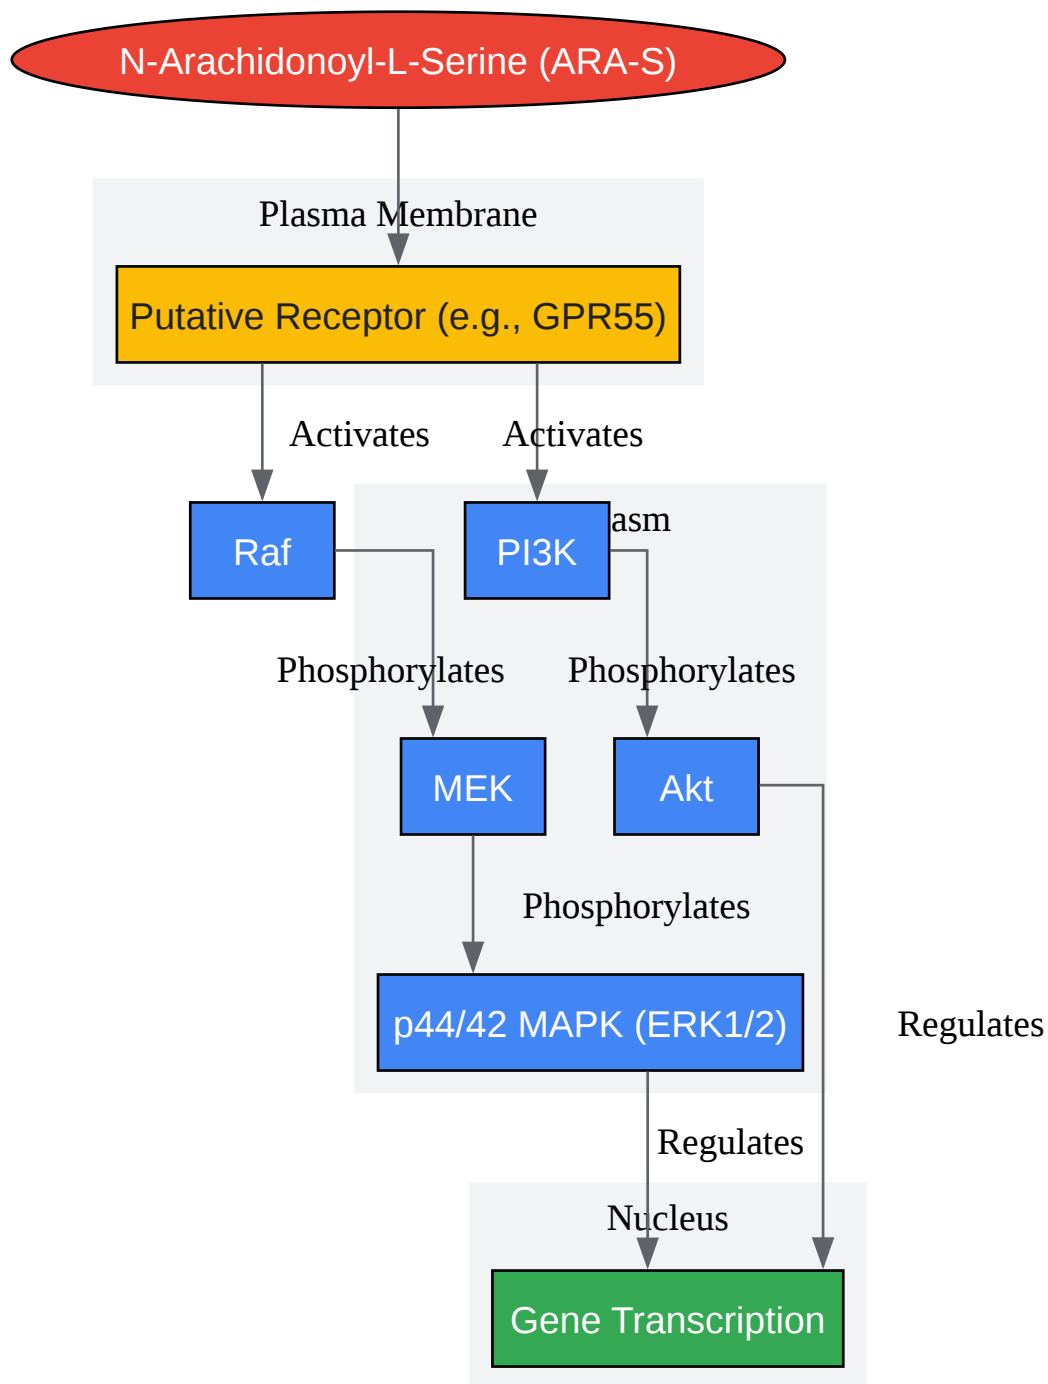 N-Arachidonoyl-L-Serine (ARA-S)
Plasma Membrane
Putative Receptor (e.g., GPR55)
Activates
Activates
asm
Raf
PI3K
Phosphorylates
Phosphorylates
MEK
Akt
Phosphorylates
p44/42 MAPK (ERK1/2)
Regulates
Regulates
Nucleus
Gene Transcription